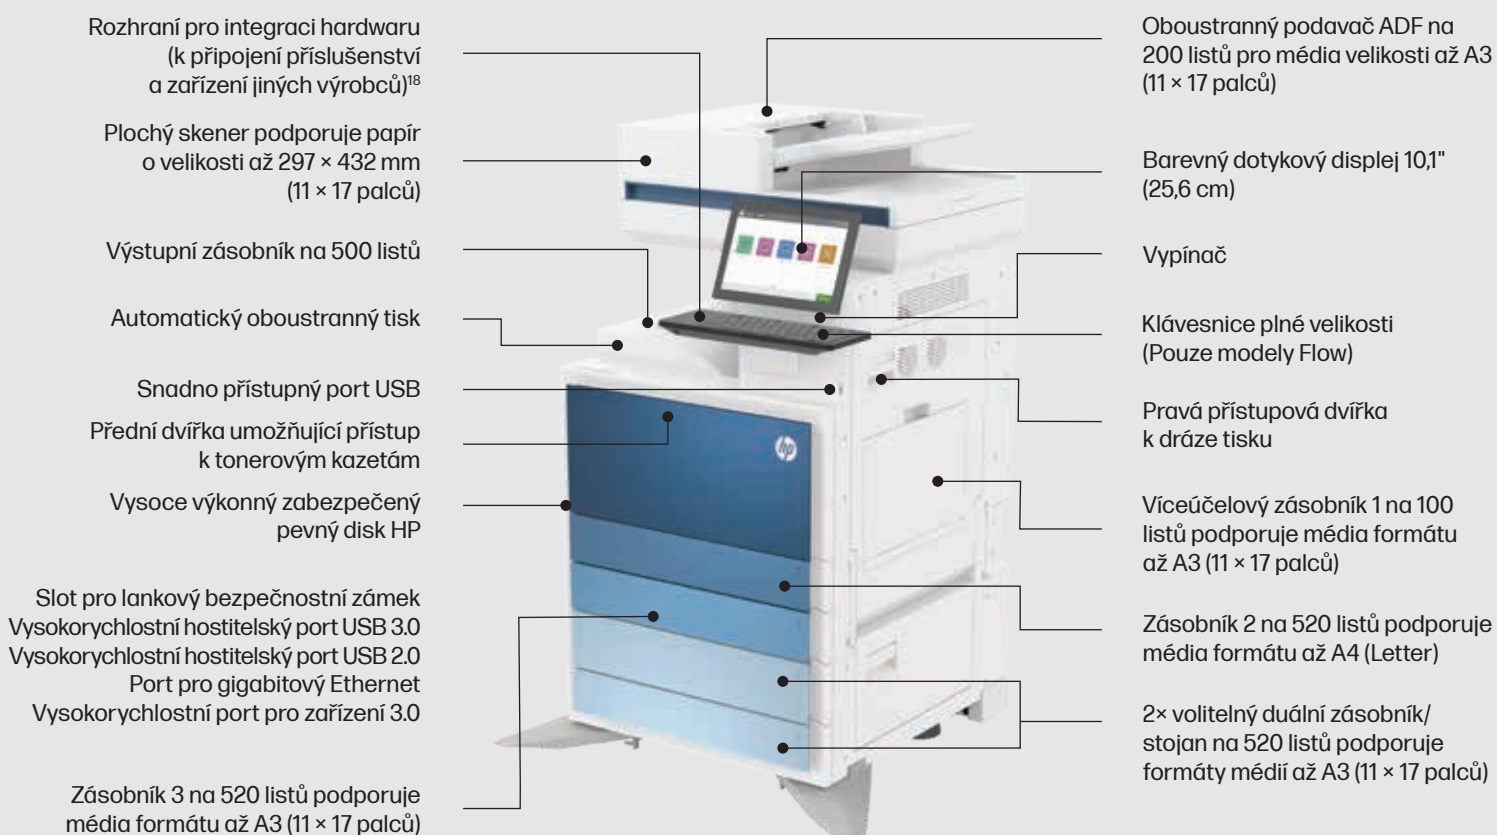 Rozhraní pro integraci hardwaru
(k připojení příslušenství
a zařízení jiných výrobců)¹⁸
Plochý skener podporuje papír
o velikosti až 297 × 432 mm
(11 × 17 palců)
Výstupní zásobník na 500 listů
Automatický oboustranný tisk
Snadno přístupný port USB
Přední dvířka umožňující přístup
k tonerovým kazetám
Vysoce výkonný zabezpečený
pevný disk HP
Slot pro lankový bezpečnostní zámek
Vysokorychlostní hostitelský port USB 3.0
Vysokorychlostní hostitelský port USB 2.0
Port pro gigabitový Ethernet
Vysokorychlostní port pro zařízení 3.0
Zásobník 3 na 520 listů podporuje
média formátu až A3 (11 × 17 palců)
hp
Oboustranný podavač ADF na
200 listů pro média velikosti až A3
(11 × 17 palců)
Barevný dotykový displej 10,1"
(25,6 cm)
Vypínač
Klávesnice plné velikosti
(Pouze modely Flow)
Pravá přístupová dvířka
k dráze tisku
Víceúčelový zásobník 1 na 100
listů podporuje média formátu
až A3 (11 × 17 palců)
Zásobník 2 na 520 listů podporuje
média formátu až A4 (Letter)
2× volitelný duální zásobník/
stojan na 520 listů podporuje
formáty médií až A3 (11 × 17 palců)